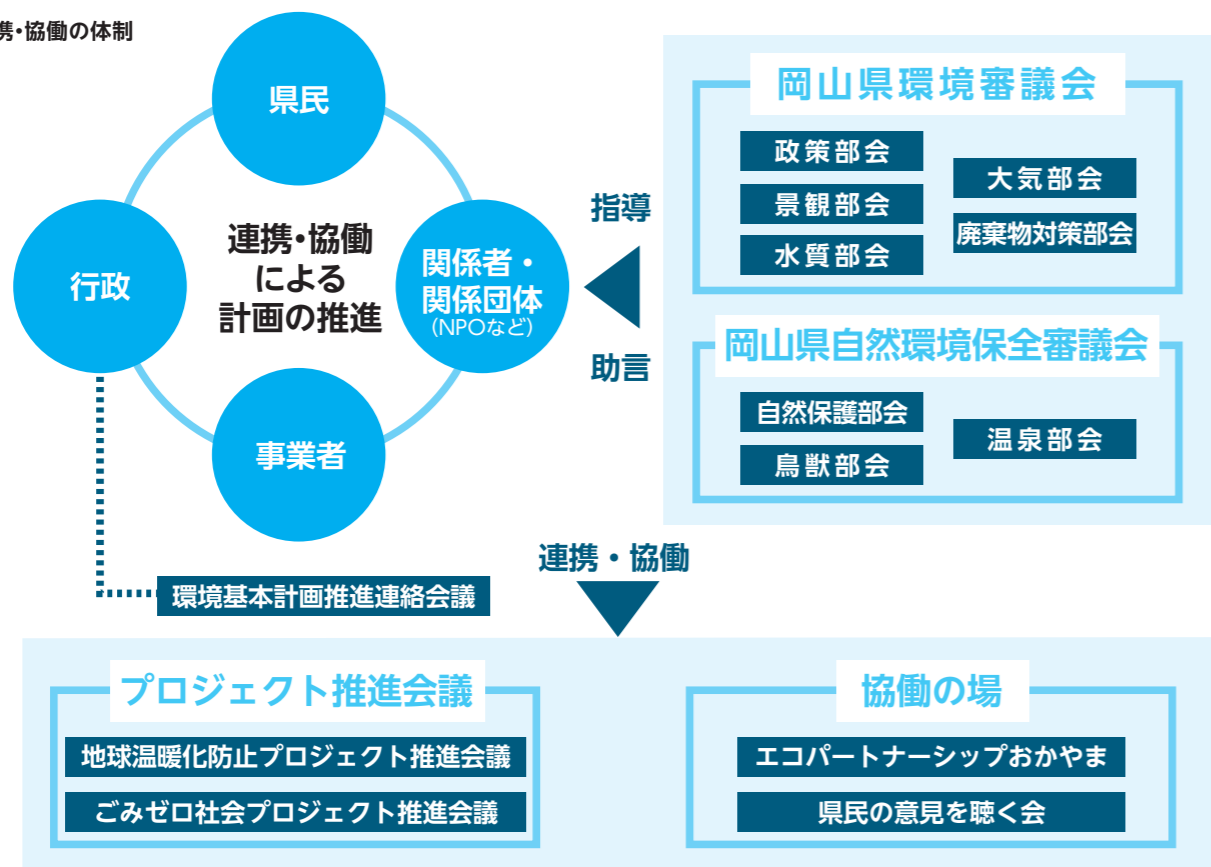 携・協働の体制
県民
行政
連携・協働
による
計画の推進
関係者・
関係団体
(NPOなど)
事業者
環境基本計画推進連絡会議
指導
助言
岡山県環境審議会
政策部会
景観部会
水質部会
大気部会
廃棄物対策部会
岡山県自然環境保全審議会
自然保護部会
鳥獣部会
温泉部会
連携・協働
プロジェクト推進会議
地球温暖化防止プロジェクト推進会議
ごみゼロ社会プロジェクト推進会議
協働の場
エコパートナーシップおかやま
県民の意見を聴く会